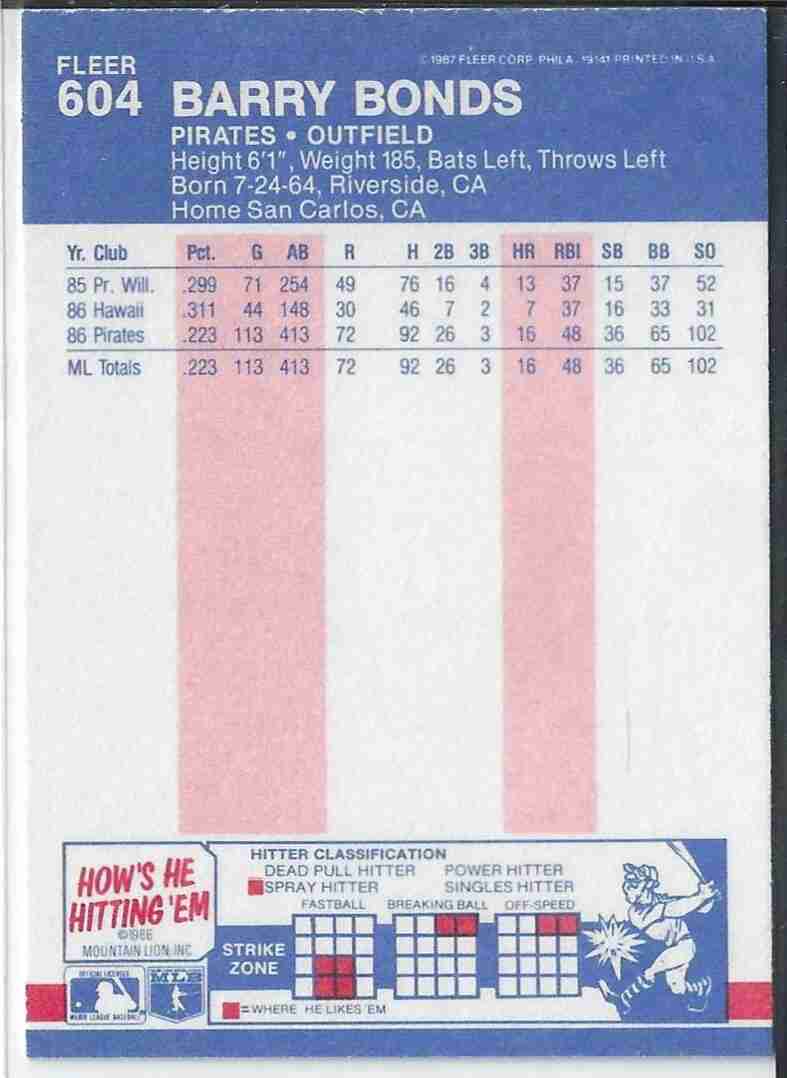 FLEER
© 1987 FLEER CORP. PHILA. 19141 PRINTED IN U.S.A.
604 BARRY BONDS
PIRATES • OUTFIELD
Height 6'1", Weight 185, Bats Left, Throws Left
Born 7-24-64, Riverside, CA
Home San Carlos, CA
Yr. Club Pct. G AB R H 2B 3B HR RBI SB BB SO
85 Pr. Will. .299 71 254 49 76 16 4 13 37 15 37 52
86 Hawaii .311 44 148 30 46 7 2 7 37 16 33 31
86 Pirates .223 113 413 72 92 26 3 16 48 36 65 102
ML Totals .223 113 413 72 92 26 3 16 48 36 65 102
HOW'S HE
HITTING 'EM
©1986
MOUNTAIN LION, INC
HITTER CLASSIFICATION
DEAD PULL HITTER POWER HITTER
SPRAY HITTER SINGLES HITTER
FASTBALL BREAKING BALL OFF-SPEED
STRIKE
ZONE
=WHERE HE LIKES 'EM
OFFICIAL LICENSEE
MAJOR LEAGUE BASEBALL
MLB